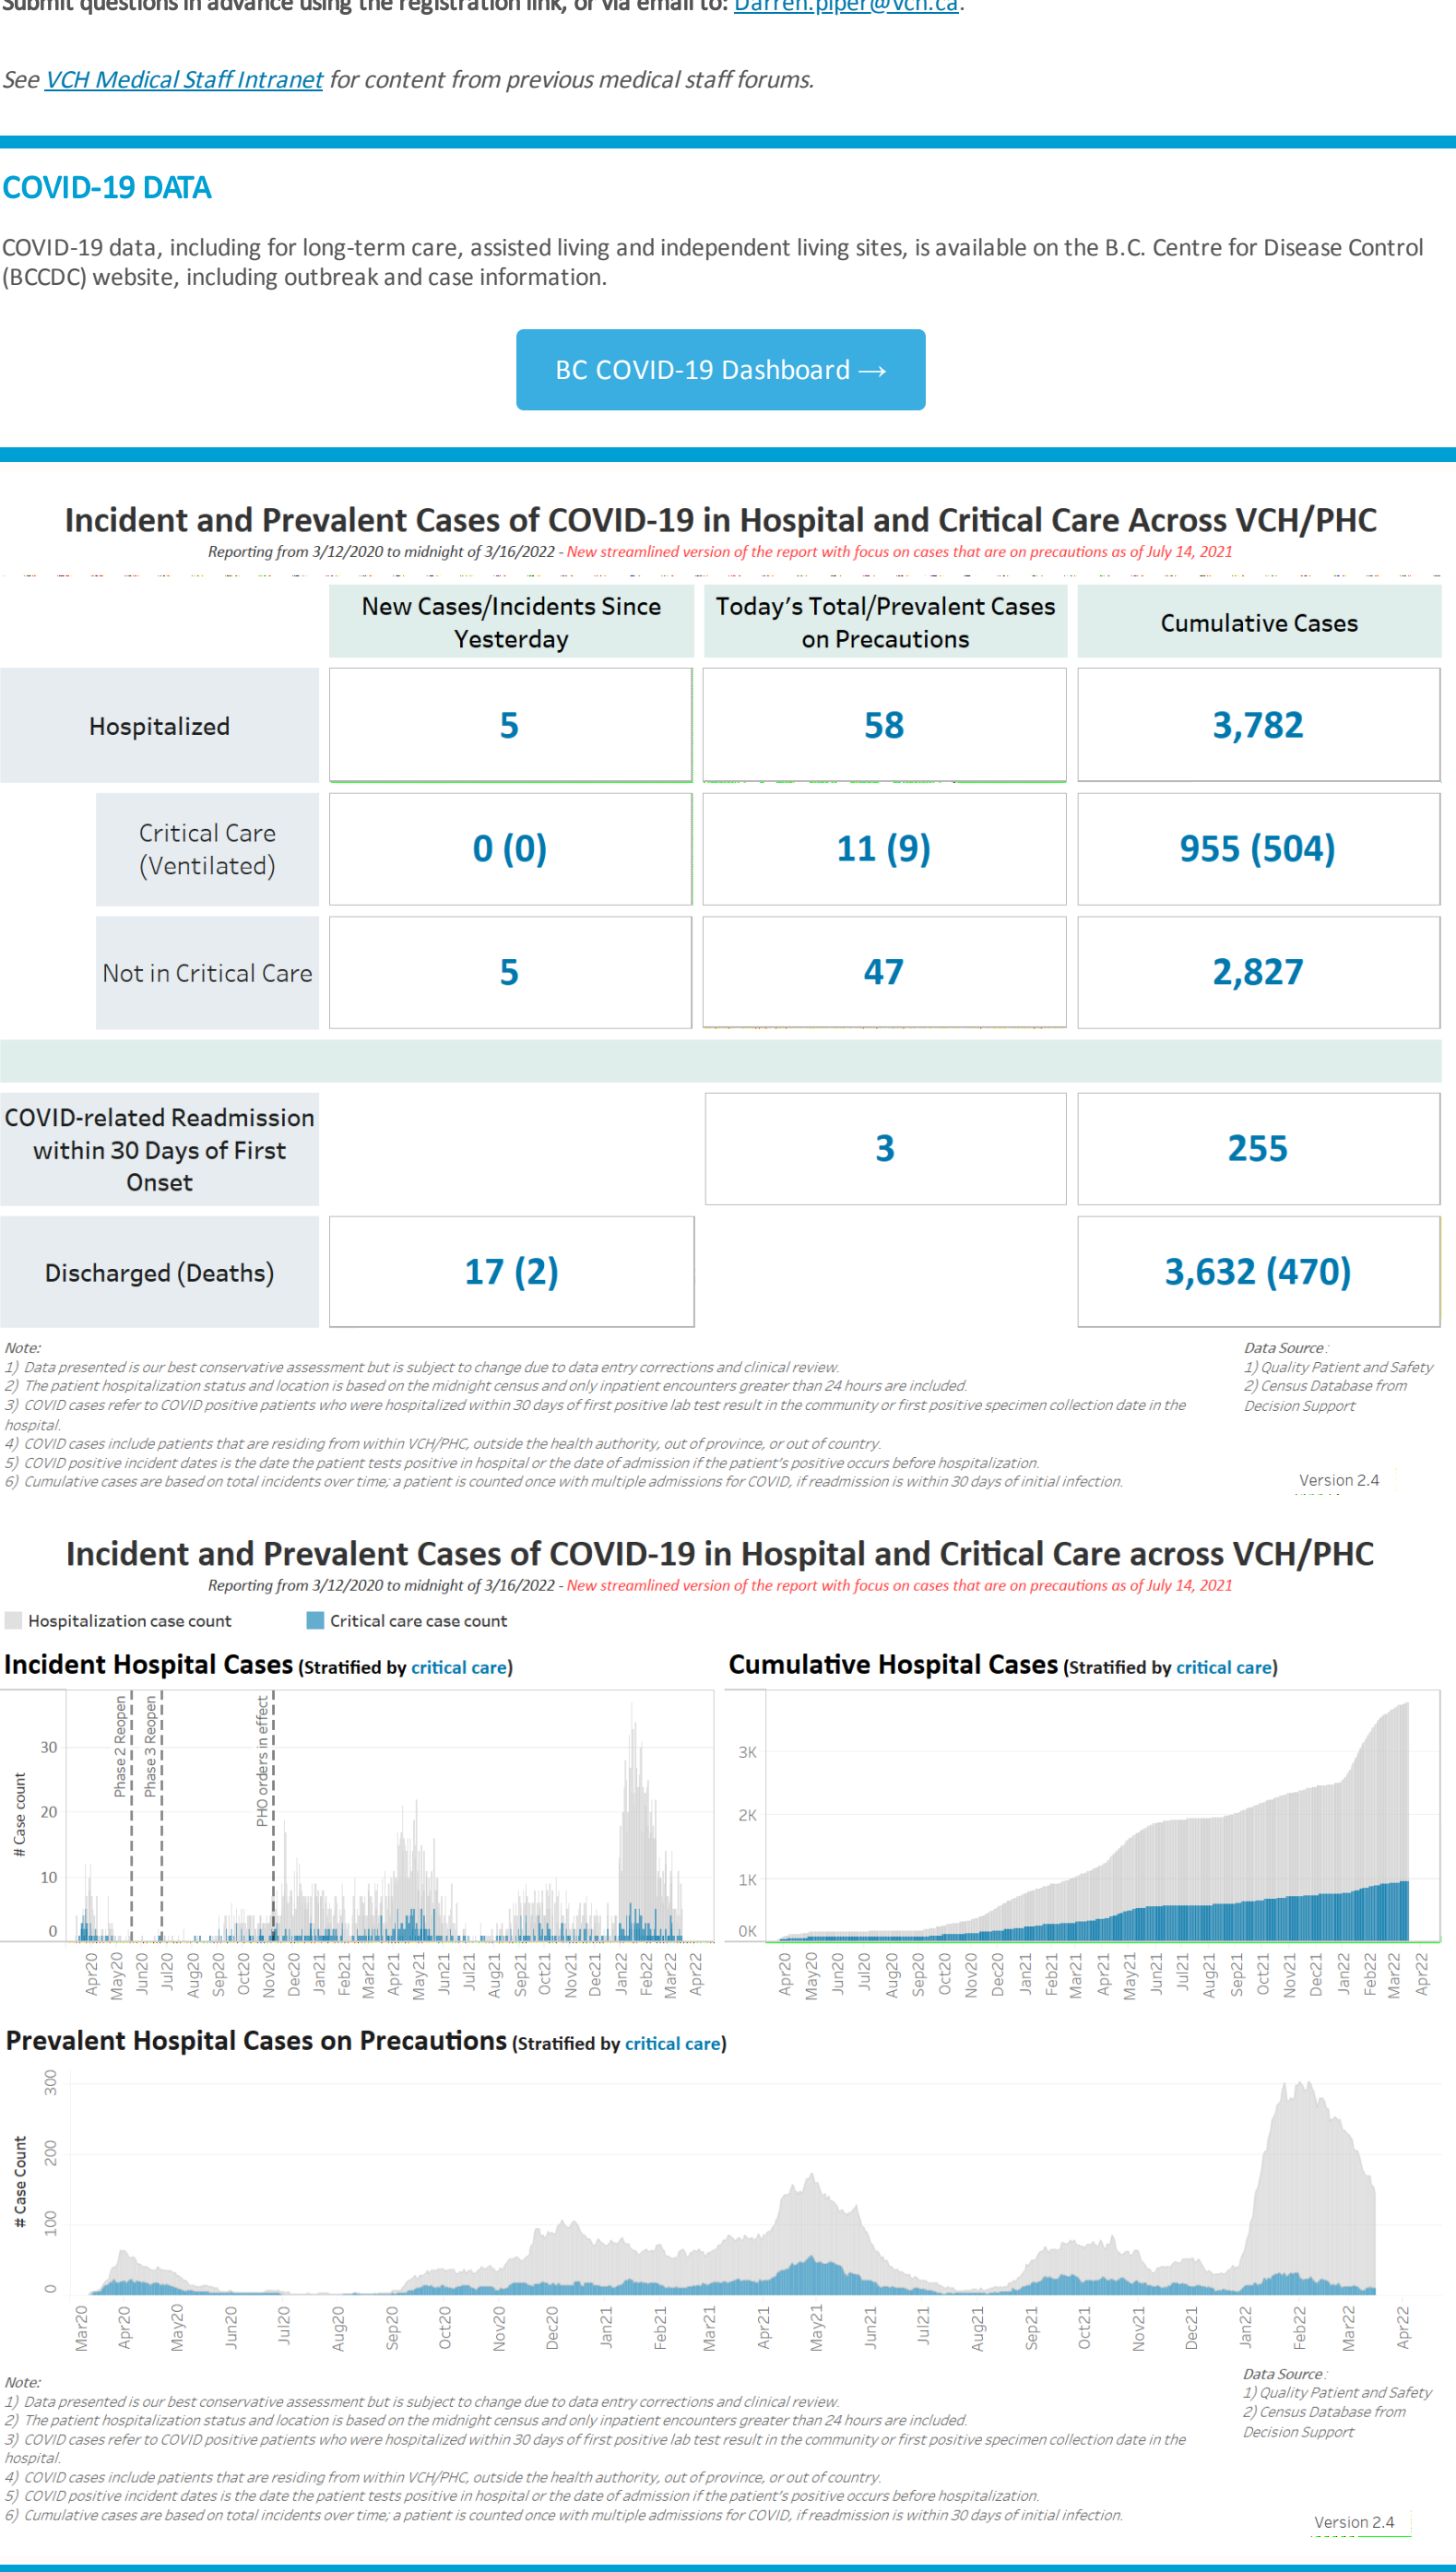 Submit questions in advance using the registration link, or via email to: Darren.piper@vch.ca.
See VCH Medical Staff Intranet for content from previous medical staff forums.
COVID-19 DATA
COVID-19 data, including for long-term care, assisted living and independent living sites, is available on the B.C. Centre for Disease Control
(BCCDC) website, including outbreak and case information.
BC COVID-19 Dashboard →
Incident and Prevalent Cases of COVID-19 in Hospital and Critical Care Across VCH/PHC
Reporting from 3/12/2020 to midnight of 3/16/2022 - New streamlined version of the report with focus on cases that are on precautions as of July 14, 2021
New Cases/Incidents Since
Yesterday
Today's Total/Prevalent Cases
on Precautions
Cumulative Cases
Hospitalized
5
58
3,782
Critical Care
(Ventilated)
0 (0)
11 (9)
955 (504)
Not in Critical Care
5
47
2,827
COVID-related Readmission
within 30 Days of First
Onset
3
255
Discharged (Deaths)
17 (2)
3,632 (470)
Note:
1) Data presented is our best conservative assessment but is subject to change due to data entry corrections and clinical review.
2) The patient hospitalization status and location is based on the midnight census and only inpatient encounters greater than 24 hours are included.
3) COVID cases refer to COVID positive patients who were hospitalized within 30 days of first positive lab test result in the community or first positive specimen collection date in the
hospital.
4) COVID cases include patients that are residing from within VCH/PHC, outside the health authority, out of province, or out of country.
5) COVID positive incident dates is the date the patient tests positive in hospital or the date of admission if the patient's positive occurs before hospitalization.
6) Cumulative cases are based on total incidents over time; a patient is counted once with multiple admissions for COVID, if readmission is within 30 days of initial infection.
Data Source:
1) Quality Patient and Safety
2) Census Database from
Decision Support
Version 2.4
Incident and Prevalent Cases of COVID-19 in Hospital and Critical Care across VCH/PHC
Reporting from 3/12/2020 to midnight of 3/16/2022 - New streamlined version of the report with focus on cases that are on precautions as of July 14, 2021
Hospitalization case count
Critical care case count
Incident Hospital Cases (Stratified by critical care)
# Case count
30
20
10
0
Phase 2 Reopen
Phase 3 Reopen
PHO orders in effect
Apr20 May20 Jun20 Jul20 Aug20 Sep20 Oct20 Nov20 Dec20 Jan21 Feb21 Mar21 Apr21 May21 Jun21 Jul21 Aug21 Sep21 Oct21 Nov21 Dec21 Jan22 Feb22 Mar22 Apr22
Cumulative Hospital Cases (Stratified by critical care)
3K
2K
1K
0K
Apr20 May20 Jun20 Jul20 Aug20 Sep20 Oct20 Nov20 Dec20 Jan21 Feb21 Mar21 Apr21 May21 Jun21 Jul21 Aug21 Sep21 Oct21 Nov21 Dec21 Jan22 Feb22 Mar22 Apr22
Prevalent Hospital Cases on Precautions (Stratified by critical care)
# Case Count
300
200
100
0
Mar20 Apr20 May20 Jun20 Jul20 Aug20 Sep20 Oct20 Nov20 Dec20 Jan21 Feb21 Mar21 Apr21 May21 Jun21 Jul21 Aug21 Sep21 Oct21 Nov21 Dec21 Jan22 Feb22 Mar22 Apr22
Note:
1) Data presented is our best conservative assessment but is subject to change due to data entry corrections and clinical review.
2) The patient hospitalization status and location is based on the midnight census and only inpatient encounters greater than 24 hours are included.
3) COVID cases refer to COVID positive patients who were hospitalized within 30 days of first positive lab test result in the community or first positive specimen collection date in the
hospital.
4) COVID cases include patients that are residing from within VCH/PHC, outside the health authority, out of province, or out of country.
5) COVID positive incident dates is the date the patient tests positive in hospital or the date of admission if the patient's positive occurs before hospitalization.
6) Cumulative cases are based on total incidents over time; a patient is counted once with multiple admissions for COVID, if readmission is within 30 days of initial infection.
Data Source:
1) Quality Patient and Safety
2) Census Database from
Decision Support
Version 2.4